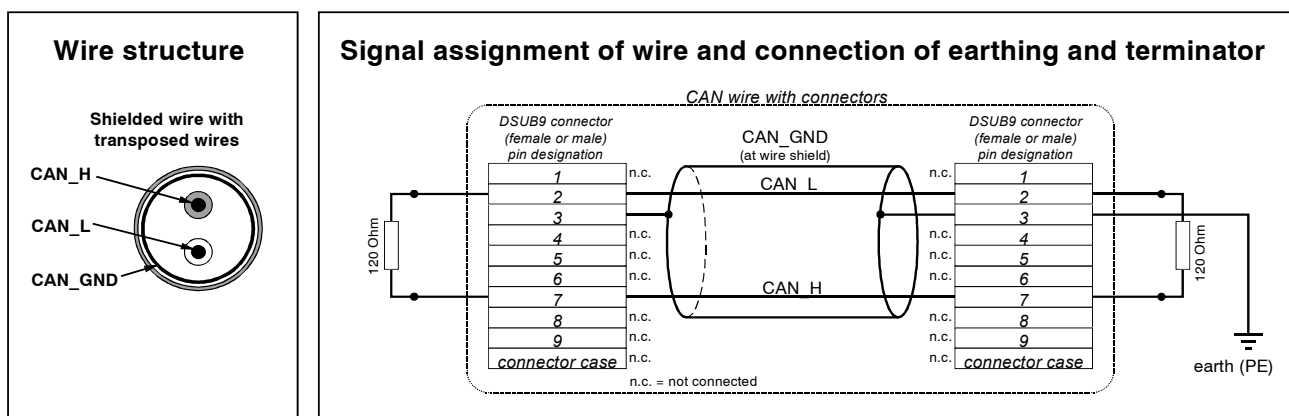 Wire structure
Shielded wire with
transposed wires
CAN_H
CAN_L
CAN_GND
Signal assignment of wire and connection of earthing and terminator
CAN wire with connectors
DSUB9 connector
(female or male)
pin designation
n.c. 1
2
3
n.c. 4
n.c. 5
n.c. 6
7
n.c. 8
n.c. 9
n.c. connector case
120 Ohm
CAN_GND
(at wire shield)
CAN_L
CAN_H
n.c. = not connected
DSUB9 connector
(female or male)
pin designation
n.c. 1
2
3
n.c. 4
n.c. 5
n.c. 6
7
n.c. 8
n.c. 9
n.c. connector case
120 Ohm
earth (PE)